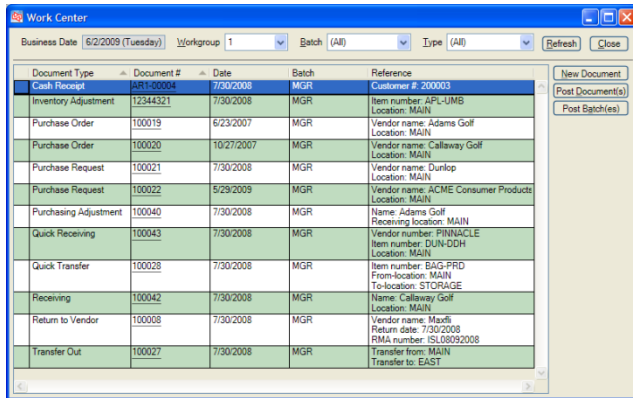 Work Center
Business Date 6/2/2009 (Tuesday) Workgroup 1 Batch (All) Type (All) Refresh Close
Document Type Document # Date Batch Reference New Document
Cash Receipt AR1-00004 7/30/2008 MGR Customer #: 200003 Post Document(s)
Inventory Adjustment 12344321 7/30/2008 MGR Item number: APL-UMB Post Batch(es)
Location: MAIN
Purchase Order 100019 6/23/2007 MGR Vendor name: Adams Golf
Location: MAIN
Purchase Order 100020 10/27/2007 MGR Vendor name: Callaway Golf
Location: MAIN
Purchase Request 100021 7/30/2008 MGR Vendor name: Dunlop
Location: MAIN
Purchase Request 100022 5/29/2009 MGR Vendor name: ACME Consumer Products
Location: MAIN
Purchasing Adjustment 100040 7/30/2008 MGR Name: Adams Golf
Receiving location: MAIN
Quick Receiving 100043 7/30/2008 MGR Vendor number: PINNACLE
Item number: DUN-DDH
Location: MAIN
Quick Transfer 100028 7/30/2008 MGR Item number: BAG-PRD
From-location: MAIN
To-location: STORAGE
Receiving 100042 7/30/2008 MGR Name: Callaway Golf
Location: MAIN
Return to Vendor 100008 7/30/2008 MGR Vendor name: Maxfli
Return date: 7/30/2008
RMA number: ISL08092008
Transfer Out 100027 7/30/2008 MGR Transfer from: MAIN
Transfer to: EAST